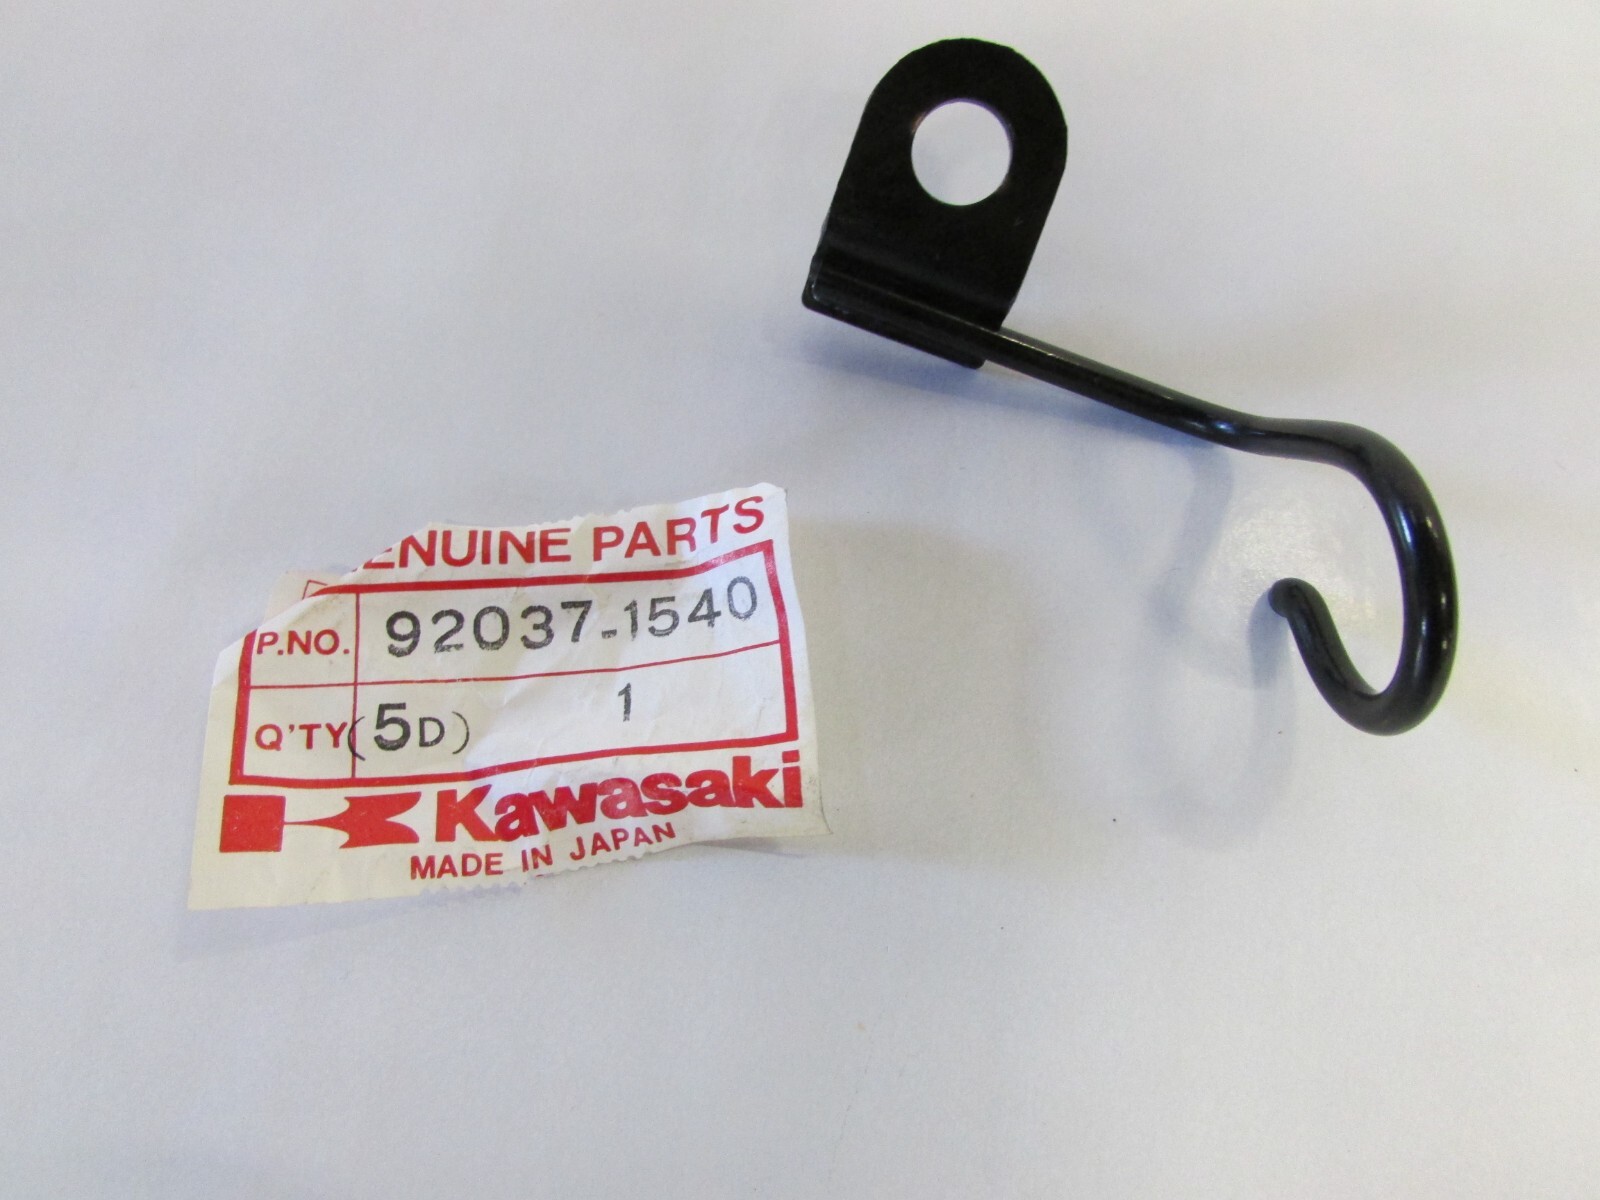 ENUINE PARTS
P.NO. 92037-1540
Q'TY (5D) 1
Kawasaki
MADE IN JAPAN